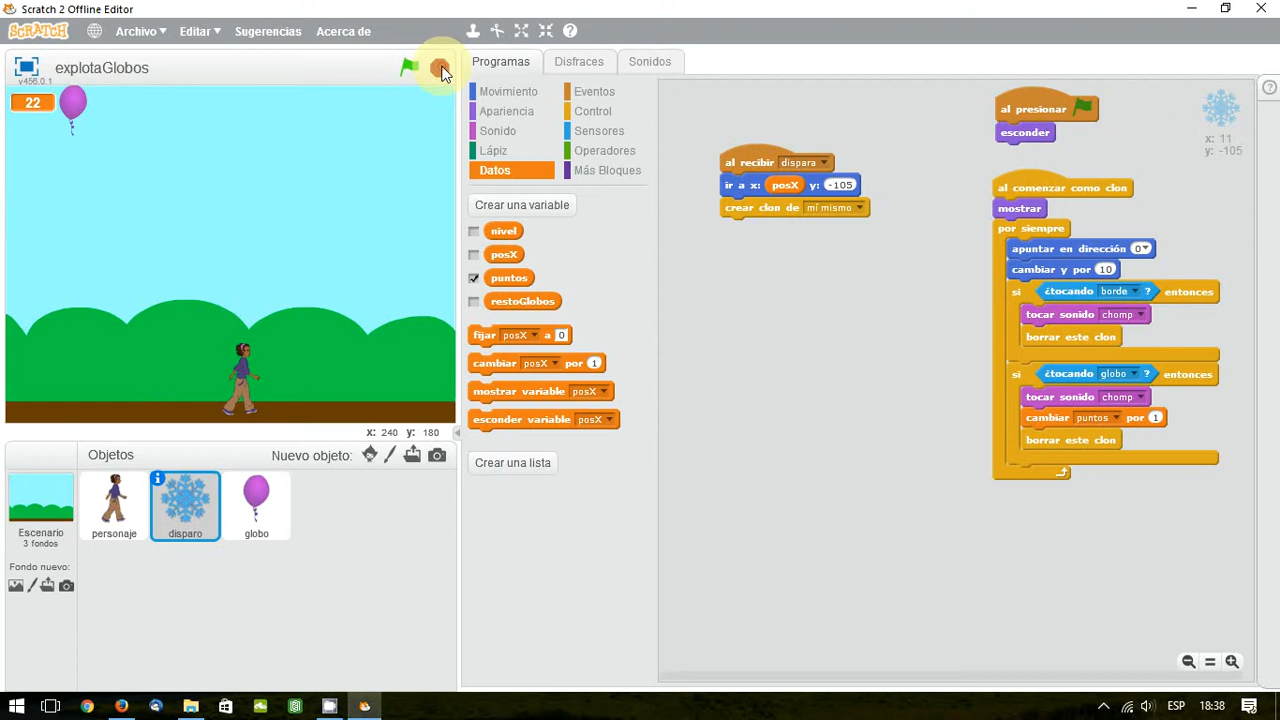 Scratch 2 Offline Editor
SCRATCH Archivo Editar Sugerencias Acerca de
explotaGlobos
v456.0.1
22
x: 240 y: 180
Objetos Nuevo objeto:
Escenario
3 fondos
Fondo nuevo:
personaje
disparo
globo
Programas Disfraces Sonidos
Movimiento Eventos
Apariencia Control
Sonido Sensores
Lápiz Operadores
Datos Más Bloques
Crear una variable
nivel
posX
puntos
restoGlobos
fijar posX a 0
cambiar posX por 1
mostrar variable posX
esconder variable posX
Crear una lista
al recibir dispara
ir a x: posX y: -105
crear clon de mí mismo
al presionar
esconder
al comenzar como clon
mostrar
por siempre
apuntar en dirección 0
cambiar y por 10
si ¿tocando borde ? entonces
tocar sonido chomp
borrar este clon
si ¿tocando globo ? entonces
tocar sonido chomp
cambiar puntos por 1
borrar este clon
x: 11
y: -105
ESP 18:38